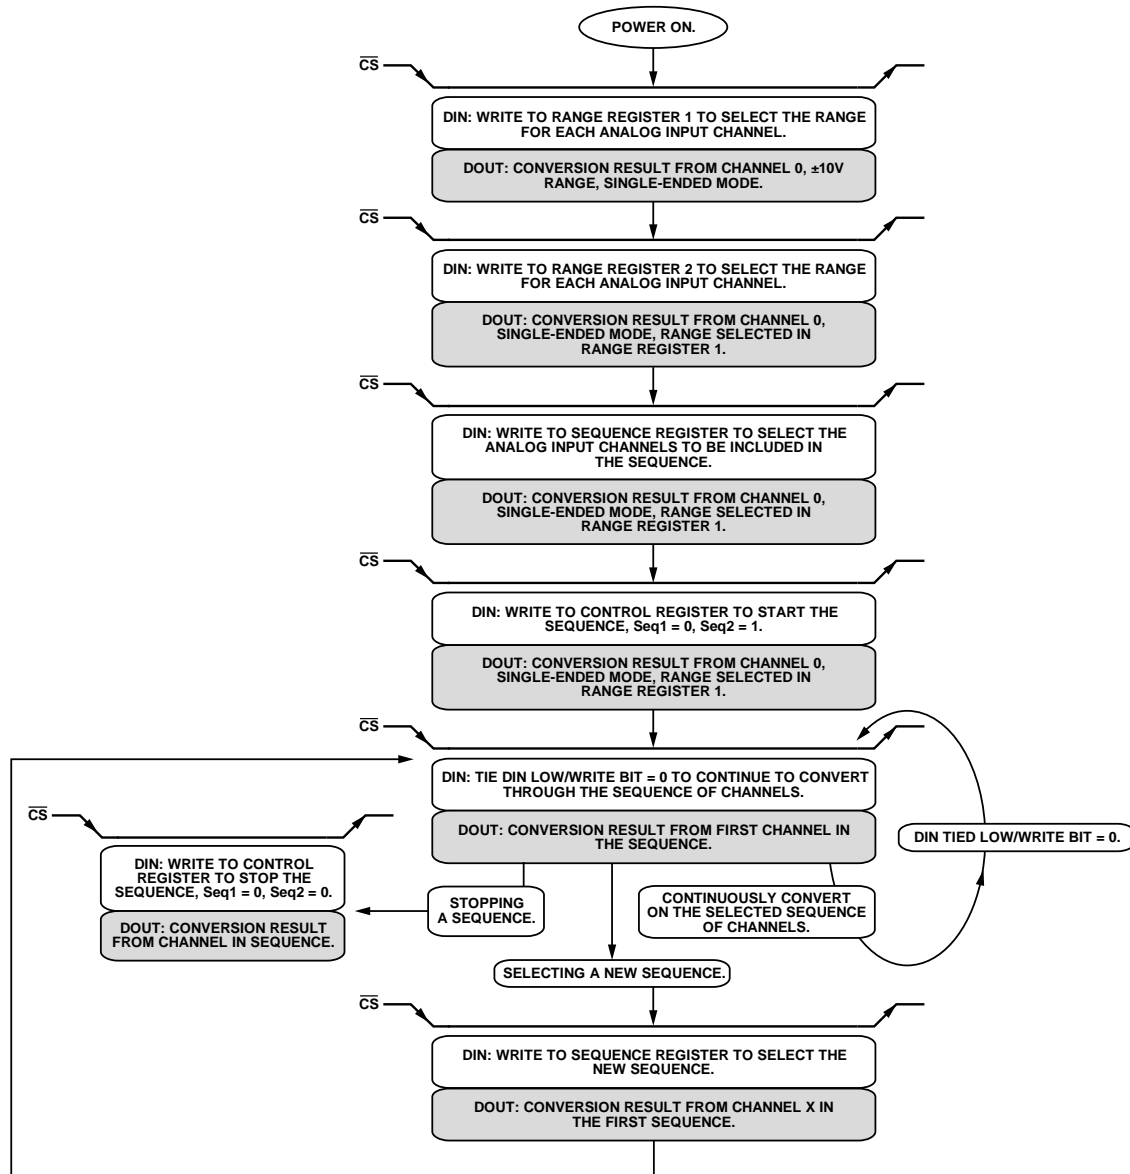 POWER ON.
CS
DIN: WRITE TO RANGE REGISTER 1 TO SELECT THE RANGE
FOR EACH ANALOG INPUT CHANNEL.
DOUT: CONVERSION RESULT FROM CHANNEL 0, ±10V
RANGE, SINGLE-ENDED MODE.
CS
DIN: WRITE TO RANGE REGISTER 2 TO SELECT THE RANGE
FOR EACH ANALOG INPUT CHANNEL.
DOUT: CONVERSION RESULT FROM CHANNEL 0,
SINGLE-ENDED MODE, RANGE SELECTED IN
RANGE REGISTER 1.
CS
DIN: WRITE TO SEQUENCE REGISTER TO SELECT THE
ANALOG INPUT CHANNELS TO BE INCLUDED IN
THE SEQUENCE.
DOUT: CONVERSION RESULT FROM CHANNEL 0,
SINGLE-ENDED MODE, RANGE SELECTED IN
RANGE REGISTER 1.
CS
DIN: WRITE TO CONTROL REGISTER TO START THE
SEQUENCE, Seq1 = 0, Seq2 = 1.
DOUT: CONVERSION RESULT FROM CHANNEL 0,
SINGLE-ENDED MODE, RANGE SELECTED IN
RANGE REGISTER 1.
CS
DIN: TIE DIN LOW/WRITE BIT = 0 TO CONTINUE TO CONVERT
THROUGH THE SEQUENCE OF CHANNELS.
DOUT: CONVERSION RESULT FROM FIRST CHANNEL IN
THE SEQUENCE.
DIN TIED LOW/WRITE BIT = 0.
CS
DIN: WRITE TO CONTROL
REGISTER TO STOP THE
SEQUENCE, Seq1 = 0, Seq2 = 0.
DOUT: CONVERSION RESULT
FROM CHANNEL IN SEQUENCE.
STOPPING
A SEQUENCE.
CONTINUOUSLY CONVERT
ON THE SELECTED SEQUENCE
OF CHANNELS.
SELECTING A NEW SEQUENCE.
CS
DIN: WRITE TO SEQUENCE REGISTER TO SELECT THE
NEW SEQUENCE.
DOUT: CONVERSION RESULT FROM CHANNEL X IN
THE FIRST SEQUENCE.